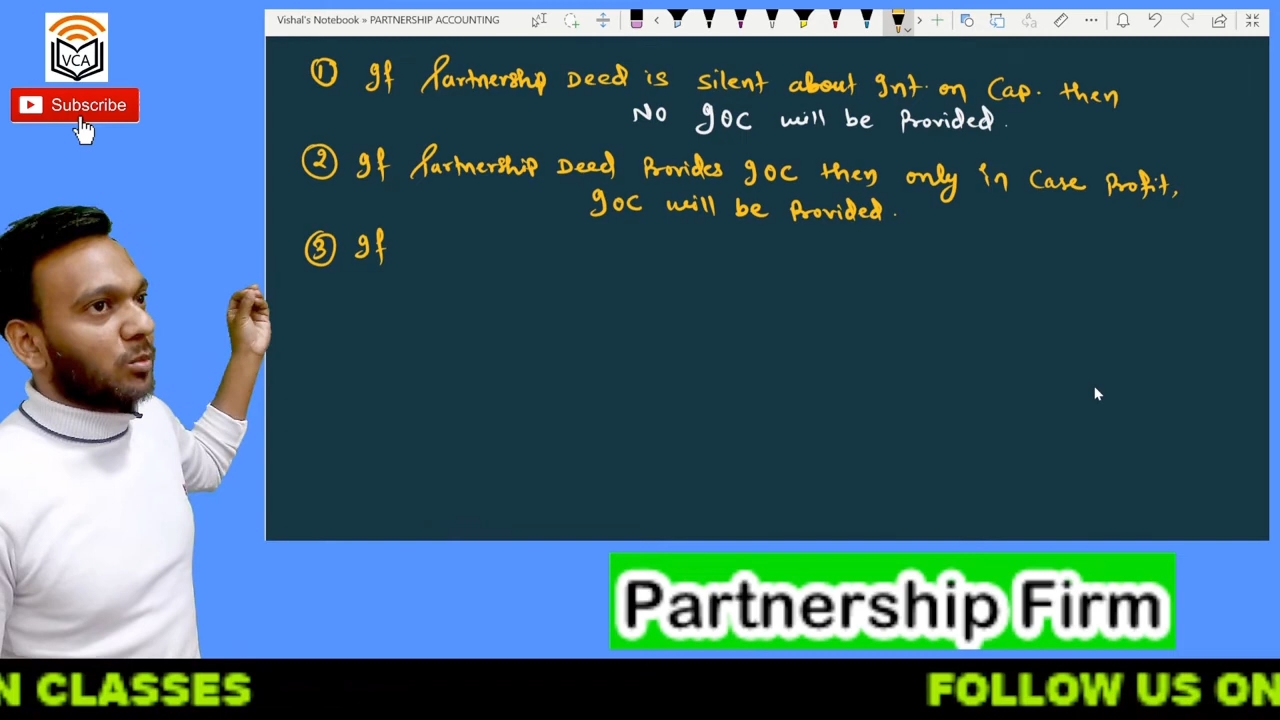 Vishal's Notebook » PARTNERSHIP ACCOUNTING
VCA
Subscribe
① If Partnership Deed is silent about Int. on Cap. then
NO IOC will be Provided.
② If Partnership Deed Provides IOC then only in Case Profit,
IOC will be Provided.
③ If
Partnership Firm
N CLASSES
FOLLOW US ON